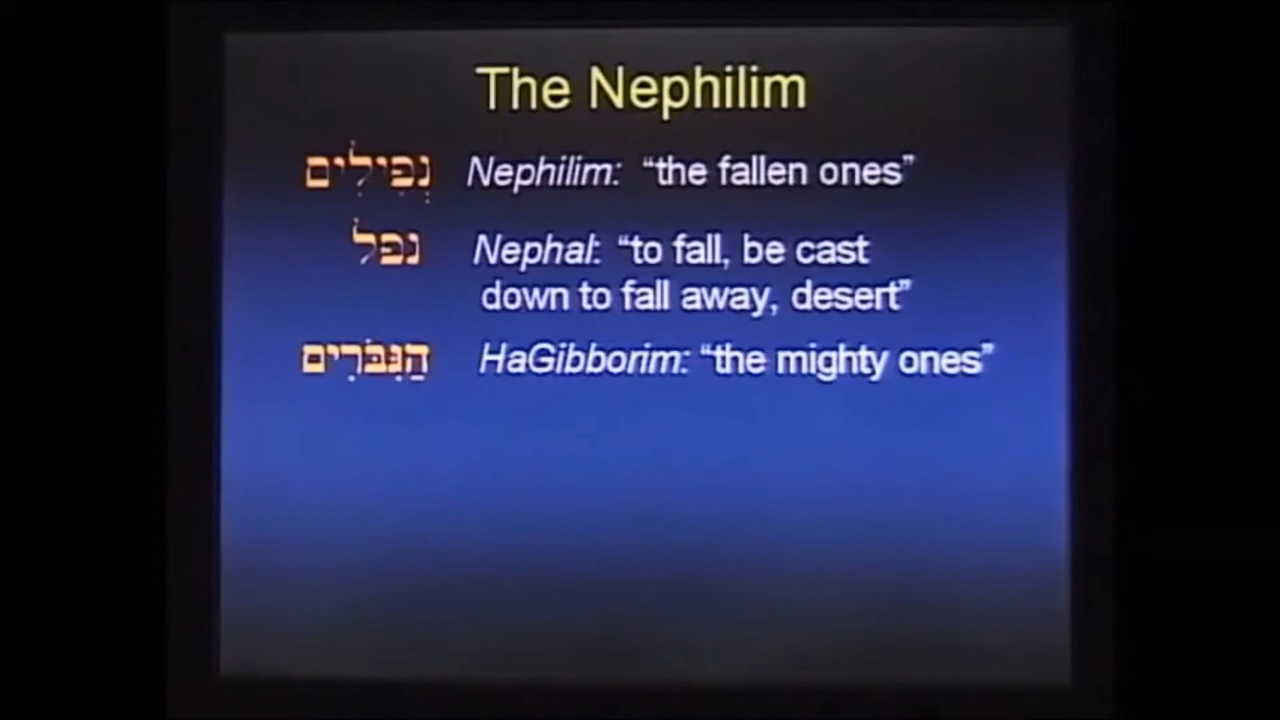 The Nephilim
נְפִילִים Nephilim: “the fallen ones”
נפל Nephal: “to fall, be cast
down to fall away, desert”
הַגִּבֹּרִים HaGibborim: “the mighty ones”